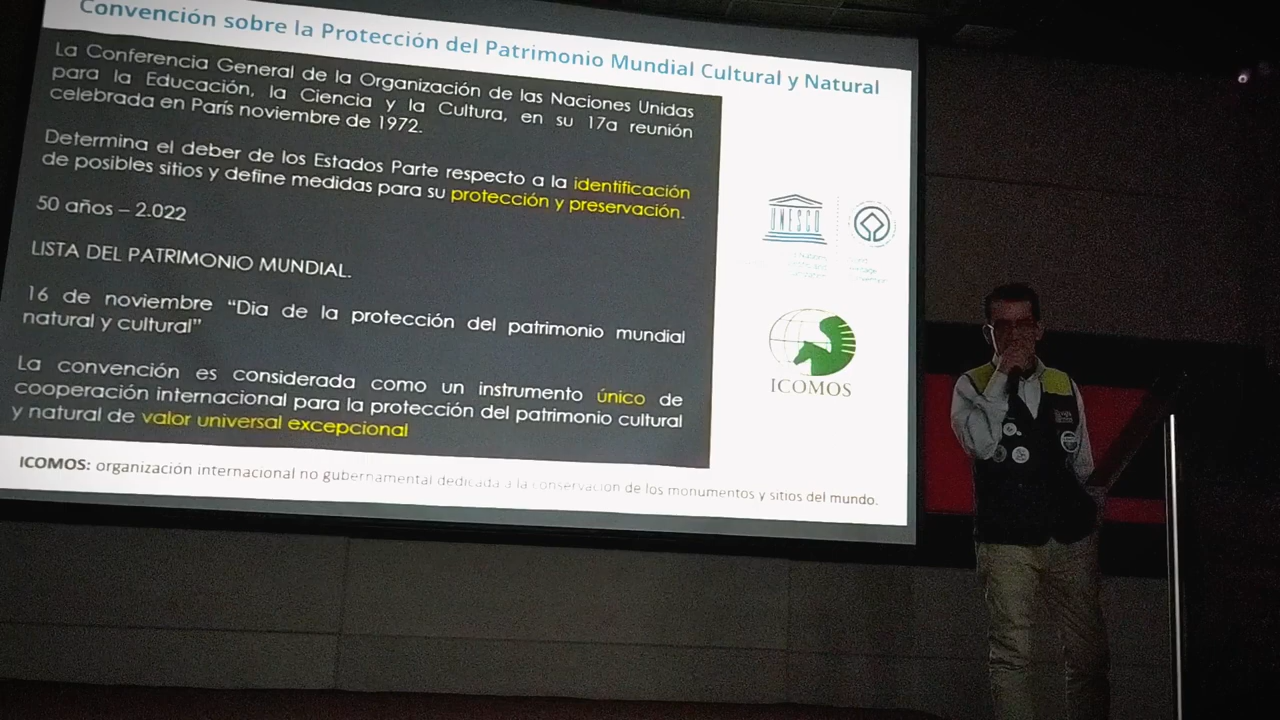 Convención sobre la Protección del Patrimonio Mundial Cultural y Natural
La Conferencia General de la Organización de las Naciones Unidas
para la Educación, la Ciencia y la Cultura, en su 17a reunión
celebrada en París noviembre de 1972.
Determina el deber de los Estados Parte respecto a la identificación
de posibles sitios y define medidas para su protección y preservación.
50 años – 2.022
LISTA DEL PATRIMONIO MUNDIAL.
16 de noviembre “Dia de la protección del patrimonio mundial
natural y cultural”
La convención es considerada como un instrumento único de
cooperación internacional para la protección del patrimonio cultural
y natural de valor universal excepcional
UNESCO
ICOMOS
ICOMOS: organización internacional no gubernamental dedicada a la conservación de los monumentos y sitios del mundo.